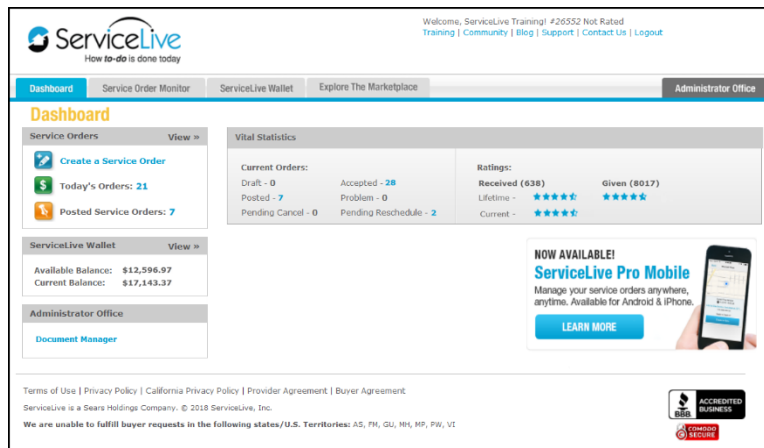 ServiceLive
How to-do is done today
Welcome, ServiceLive Training! #26552 Not Rated
Training | Community | Blog | Support | Contact Us | Logout
Dashboard
Service Order Monitor
ServiceLive Wallet
Explore The Marketplace
Administrator Office
Dashboard
Service Orders View »
Create a Service Order
Today's Orders: 21
Posted Service Orders: 7
Vital Statistics
Current Orders:
Draft - 0 Accepted - 28
Posted - 7 Problem - 0
Pending Cancel - 0 Pending Reschedule - 2
Ratings:
Received (638) Given (8017)
Lifetime -
Current -
ServiceLive Wallet View »
Available Balance: $12,596.97
Current Balance: $17,143.37
Administrator Office
Document Manager
NOW AVAILABLE!
ServiceLive Pro Mobile
Manage your service orders anywhere,
anytime. Available for Android & iPhone.
LEARN MORE
Terms of Use | Privacy Policy | California Privacy Policy | Provider Agreement | Buyer Agreement
ServiceLive is a Sears Holdings Company. © 2018 ServiceLive, Inc.
We are unable to fulfill buyer requests in the following states/U.S. Territories: AS, FM, GU, MH, MP, PW, VI
BBB
ACCREDITED
BUSINESS
COMODO
SECURE